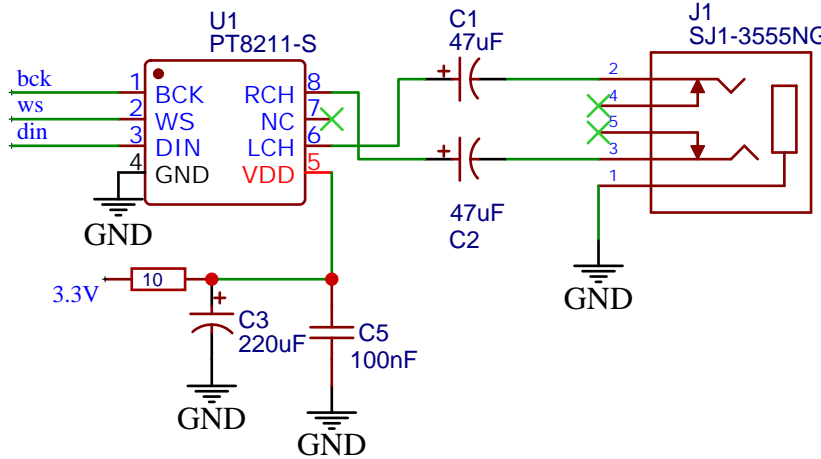 U1
PT8211-S
C1
47uF
J1
SJ1-3555NG
bck
ws
din
1
2
3
4
BCK
WS
DIN
GND
RCH
NC
LCH
VDD
8
7
6
5
GND
47uF
C2
2
4
5
3
1
GND
3.3V
10
C3
220uF
GND
C5
100nF
GND